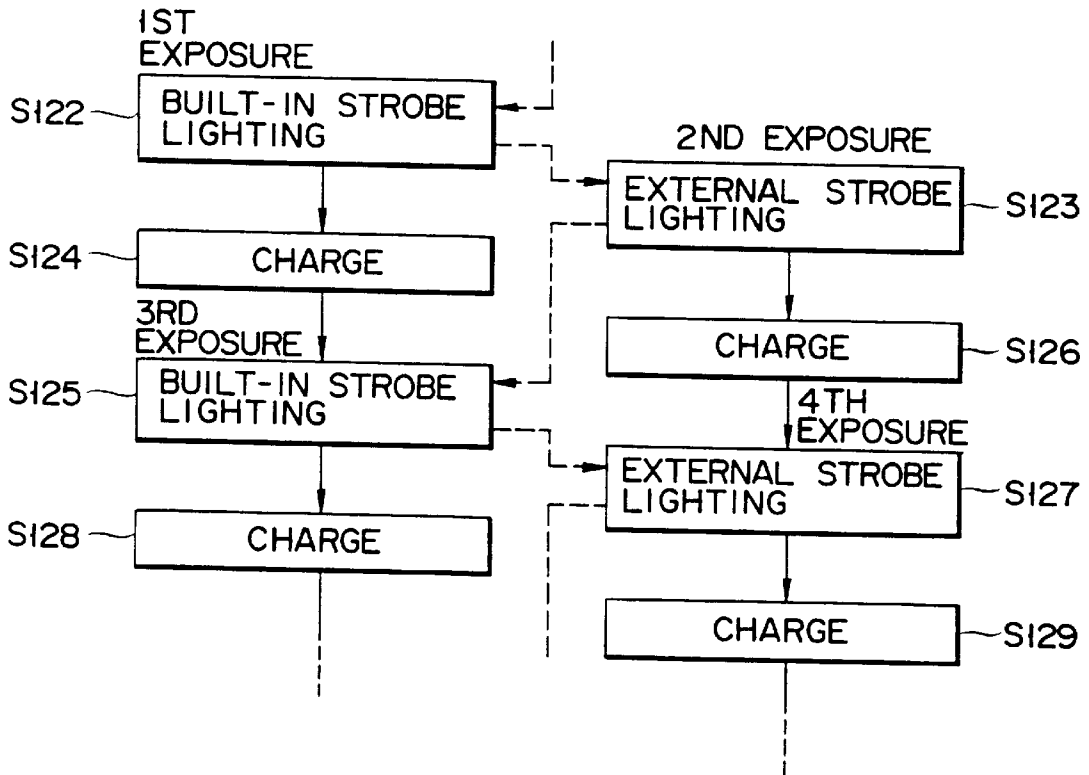 1ST
EXPOSURE
S122
BUILT-IN STROBE
LIGHTING
2ND EXPOSURE
EXTERNAL STROBE
LIGHTING
S123
S124
CHARGE
3RD
EXPOSURE
CHARGE
S126
S125
BUILT-IN STROBE
LIGHTING
4TH
EXPOSURE
EXTERNAL STROBE
LIGHTING
S127
S128
CHARGE
CHARGE
S129